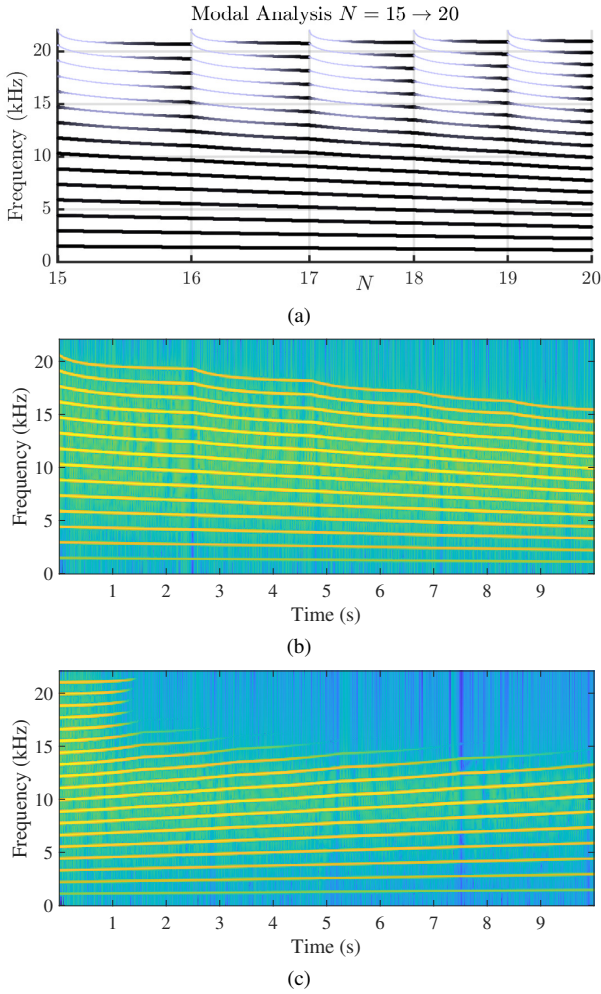 Modal Analysis N = 15 → 20
Frequency (kHz)
20
15
10
5
0
15 16 17 18 19 20
N
(a)
Frequency (kHz)
20
15
10
5
0
1 2 3 4 5 6 7 8 9
Time (s)
(b)
Frequency (kHz)
20
15
10
5
0
1 2 3 4 5 6 7 8 9
Time (s)
(c)